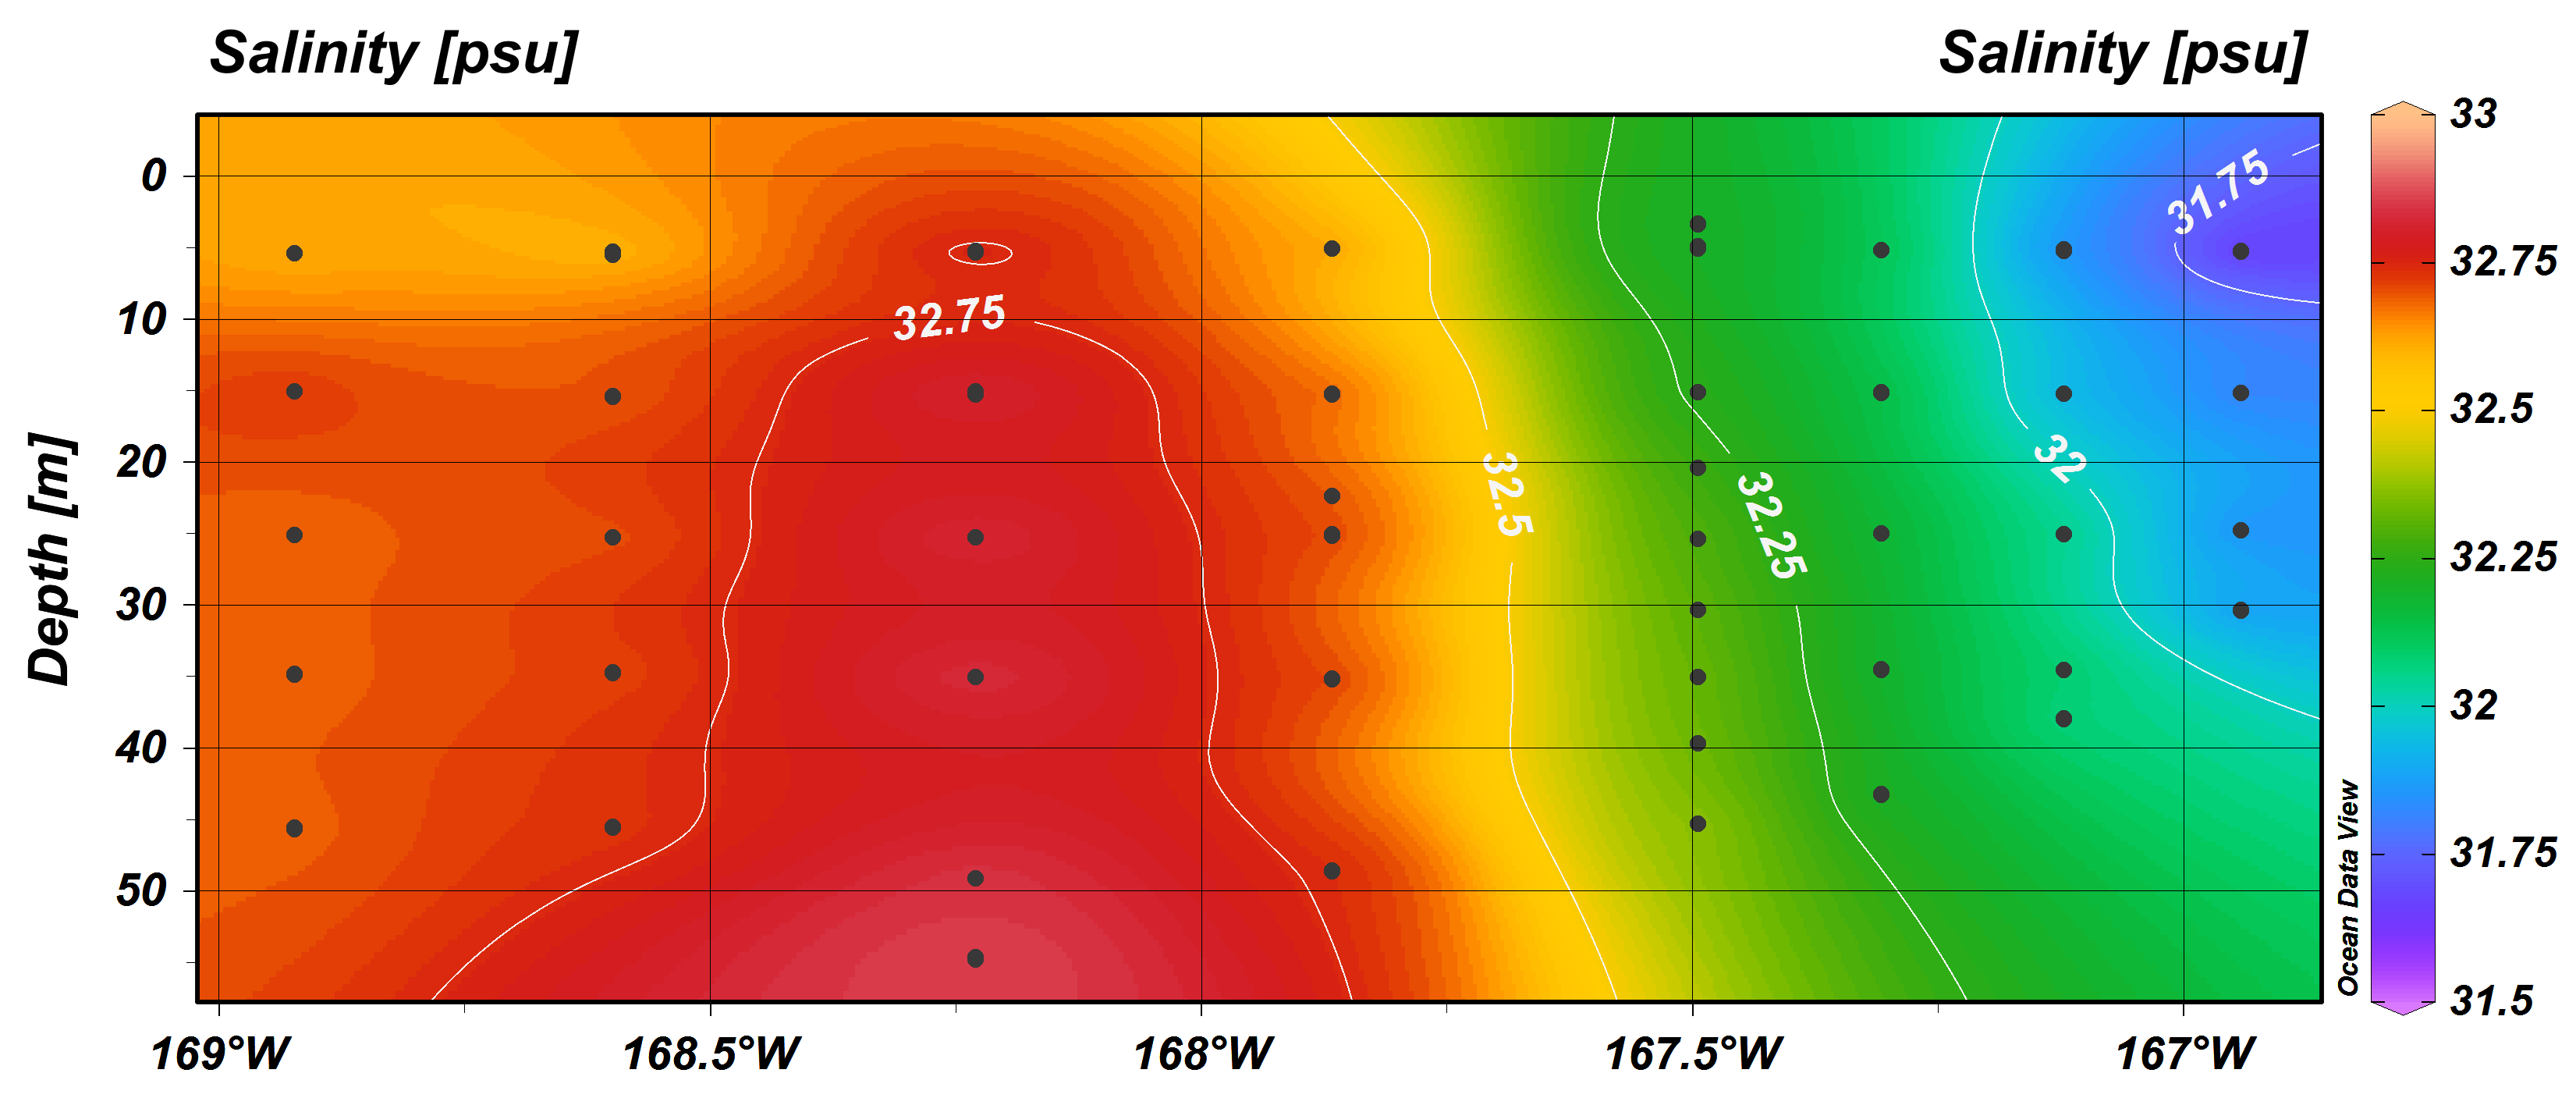 Salinity [psu]
Salinity [psu]
33
32.75
32.5
32.25
32
31.75
31.5
Depth [m]
0
10
20
30
40
50
32.75
32.5
32.25
32
31.75
169°W
168.5°W
168°W
167.5°W
167°W
Ocean Data View